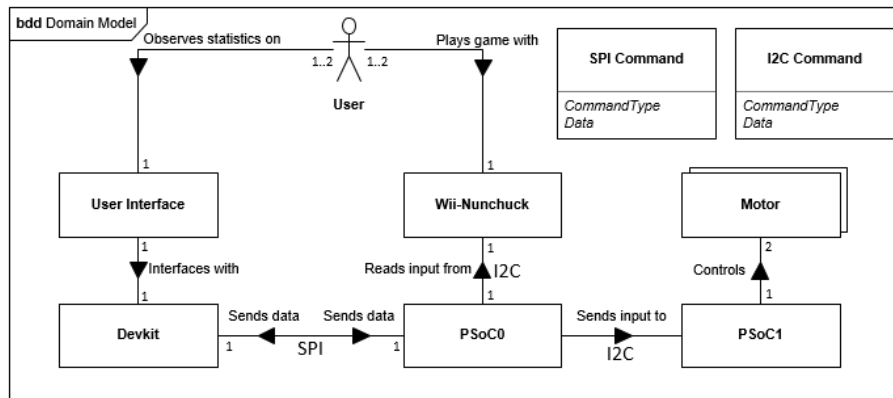 bdd Domain Model
Observes statistics on
Plays game with
1..2
1..2
User
SPI Command
CommandType
Data
I2C Command
CommandType
Data
1
1
User Interface
Wii-Nunchuck
Motor
1
1
2
Interfaces with
Reads input from
I2C
Controls
1
1
1
Sends data
Sends data
Sends input to
Devkit
PSoC0
PSoC1
1
SPI
1
I2C